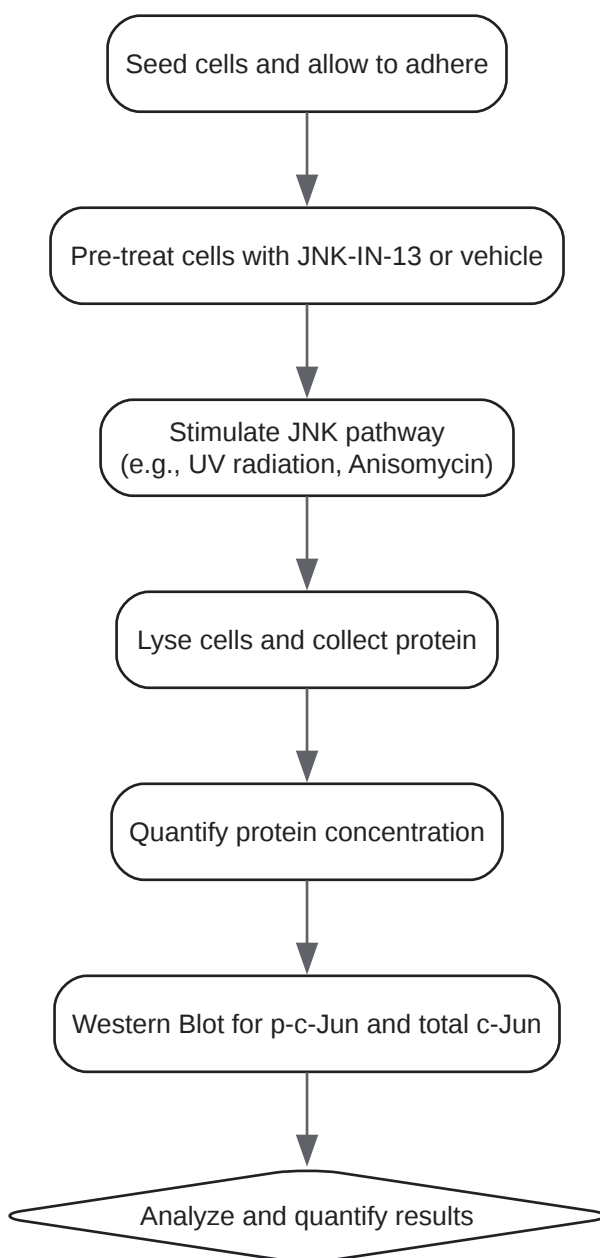 Seed cells and allow to adhere
Pre-treat cells with JNK-IN-13 or vehicle
Stimulate JNK pathway
(e.g., UV radiation, Anisomycin)
Lyse cells and collect protein
Quantify protein concentration
Western Blot for p-c-Jun and total c-Jun
Analyze and quantify results